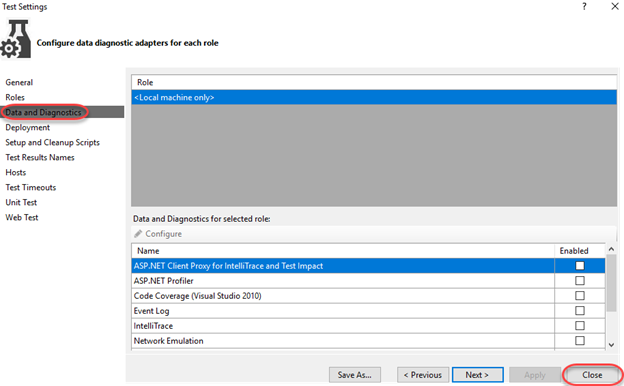 Test Settings
Configure data diagnostic adapters for each role
General
Roles
Data and Diagnostics
Deployment
Setup and Cleanup Scripts
Test Results Names
Hosts
Test Timeouts
Unit Test
Web Test
Role
<Local machine only>
Data and Diagnostics for selected role:
Configure
Name Enabled
ASP.NET Client Proxy for IntelliTrace and Test Impact
ASP.NET Profiler
Code Coverage (Visual Studio 2010)
Event Log
IntelliTrace
Network Emulation
Save As... < Previous Next > Apply Close